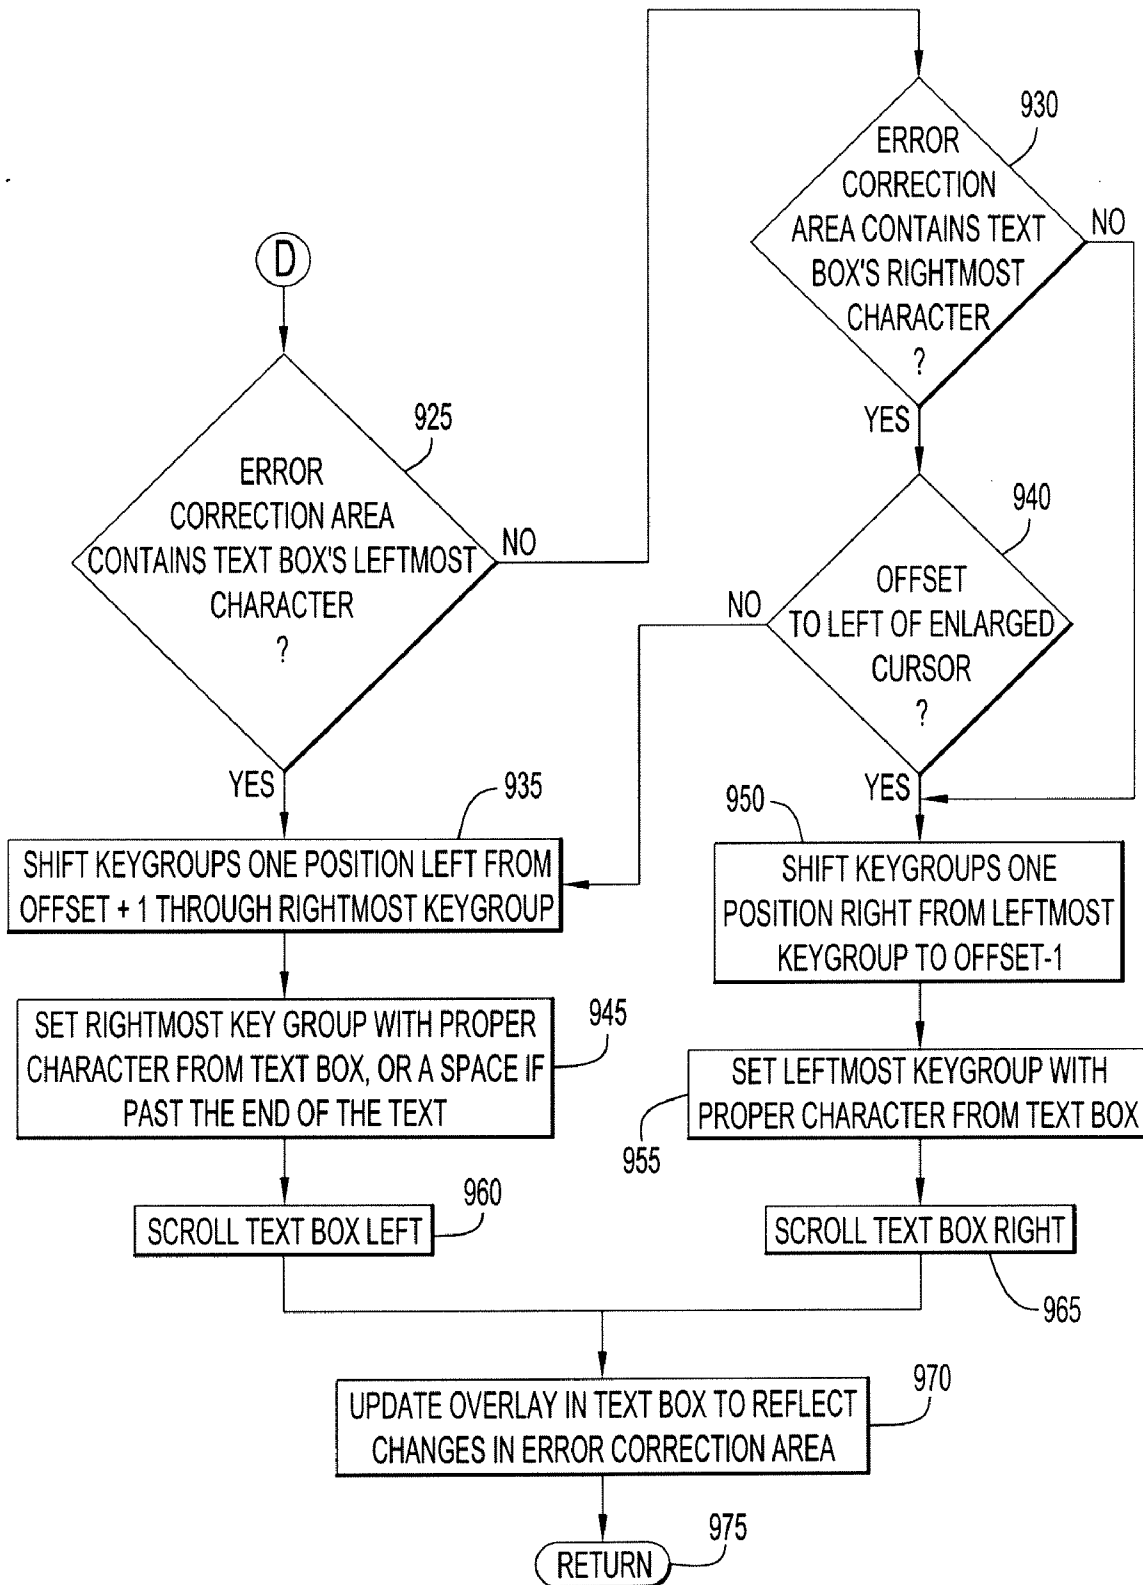 930
ERROR
CORRECTION
AREA CONTAINS TEXT
BOX'S RIGHTMOST
CHARACTER
?
NO
YES
D
925
ERROR
CORRECTION AREA
CONTAINS TEXT BOX'S LEFTMOST
CHARACTER
?
NO
YES
940
OFFSET
TO LEFT OF ENLARGED
CURSOR
?
NO
YES
935
SHIFT KEYGROUPS ONE POSITION LEFT FROM
OFFSET + 1 THROUGH RIGHTMOST KEYGROUP
950
SHIFT KEYGROUPS ONE
POSITION RIGHT FROM LEFTMOST
KEYGROUP TO OFFSET-1
SET RIGHTMOST KEY GROUP WITH PROPER
CHARACTER FROM TEXT BOX, OR A SPACE IF
PAST THE END OF THE TEXT
945
SET LEFTMOST KEYGROUP WITH
PROPER CHARACTER FROM TEXT BOX
955
SCROLL TEXT BOX LEFT
960
SCROLL TEXT BOX RIGHT
965
UPDATE OVERLAY IN TEXT BOX TO REFLECT
CHANGES IN ERROR CORRECTION AREA
970
RETURN
975